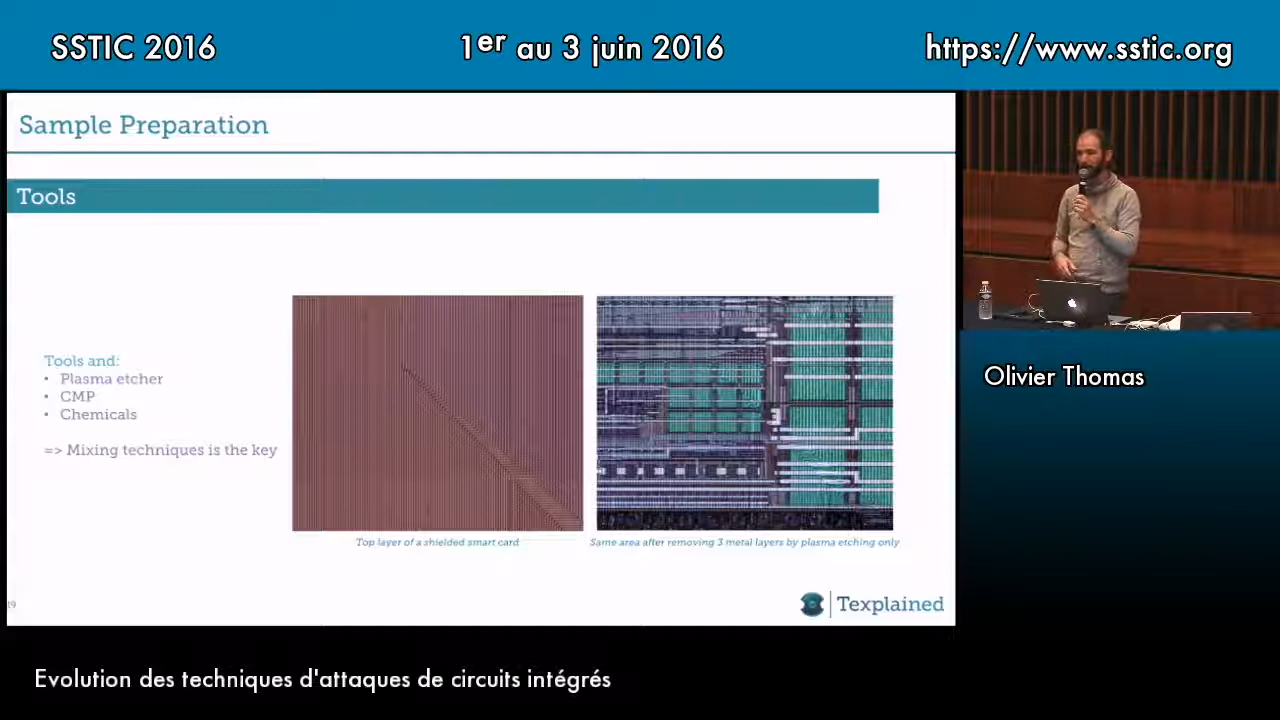 SSTIC 2016
1er au 3 juin 2016
https://www.sstic.org
Sample Preparation
Tools
Tools and:
• Plasma etcher
• CMP
• Chemicals
=> Mixing techniques is the key
Top layer of a shielded smart card
Same area after removing 3 metal layers by plasma etching only
19
Texplained
Olivier Thomas
Evolution des techniques d'attaques de circuits intégrés